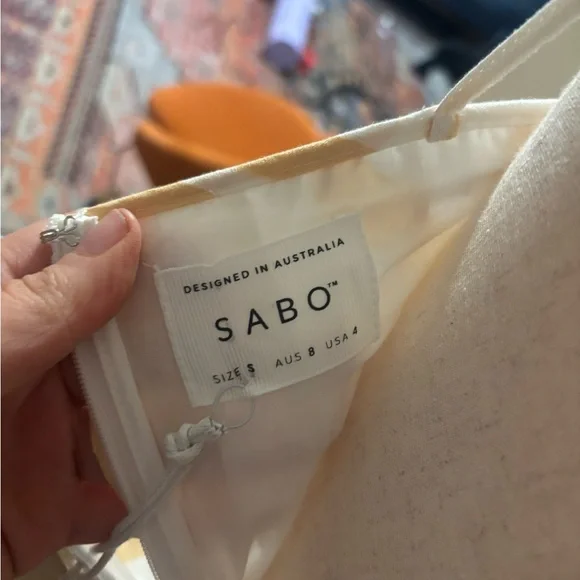 DESIGNED IN AUSTRALIA
SABO™
SIZE S AUS 8 USA 4